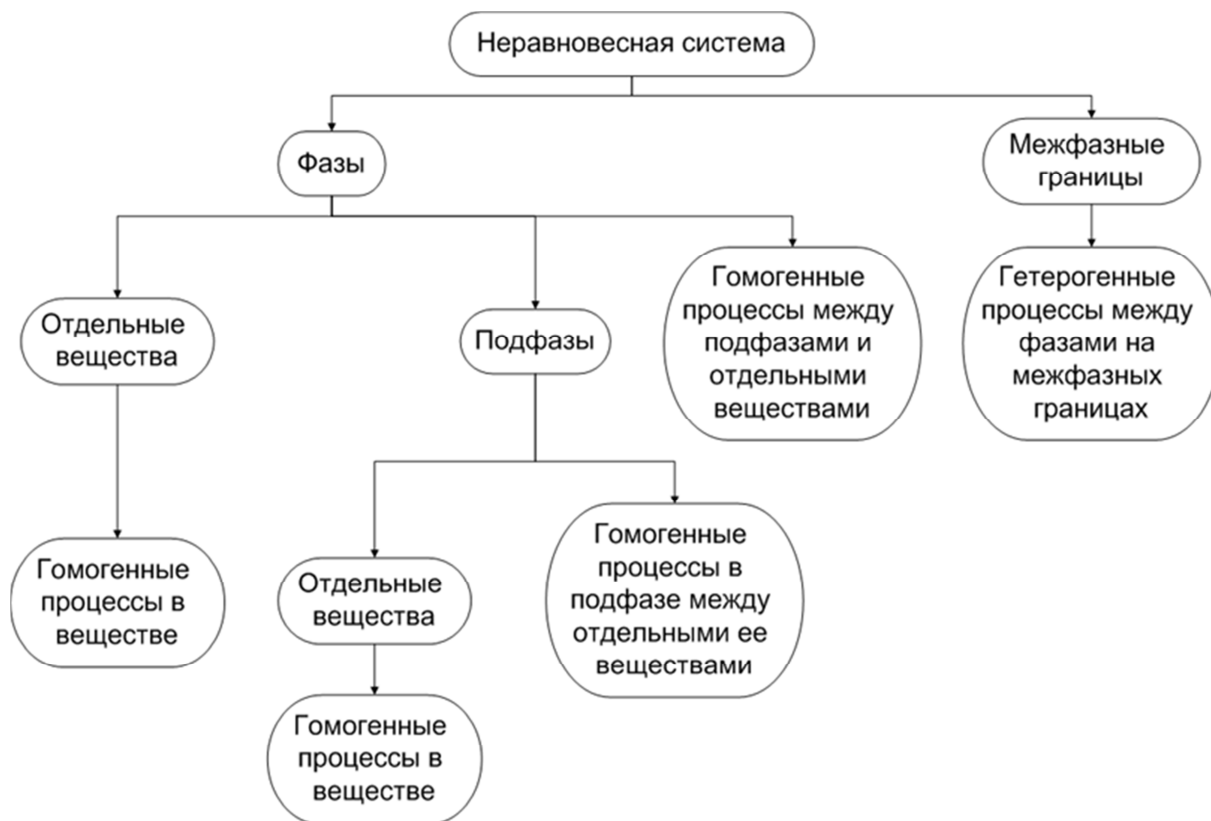 Неравновесная система
Фазы
Межфазные
границы
Отдельные
вещества
Подфазы
Гомогенные
процессы между
подфазами и
отдельными
веществами
Гетерогенные
процессы между
фазами на
межфазных
границах
Гомогенные
процессы в
веществе
Отдельные
вещества
Гомогенные
процессы в
подфазе между
отдельными ее
веществами
Гомогенные
процессы в
веществе